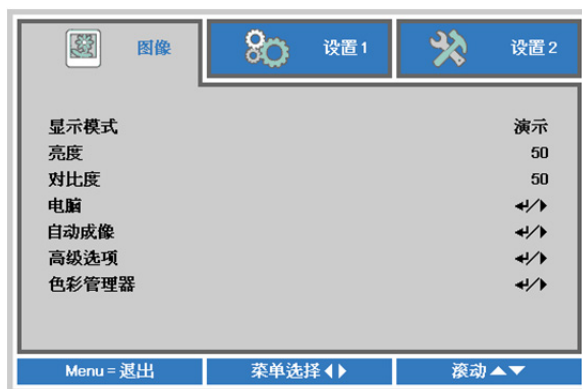 图像 设置 1 设置 2
显示模式 演示
亮度 50
对比度 50
电脑 ↵/▶
自动成像 ↵/▶
高级选项 ↵/▶
色彩管理器 ↵/▶
Menu = 退出 菜单选择 ◀▶ 滚动 ▲▼